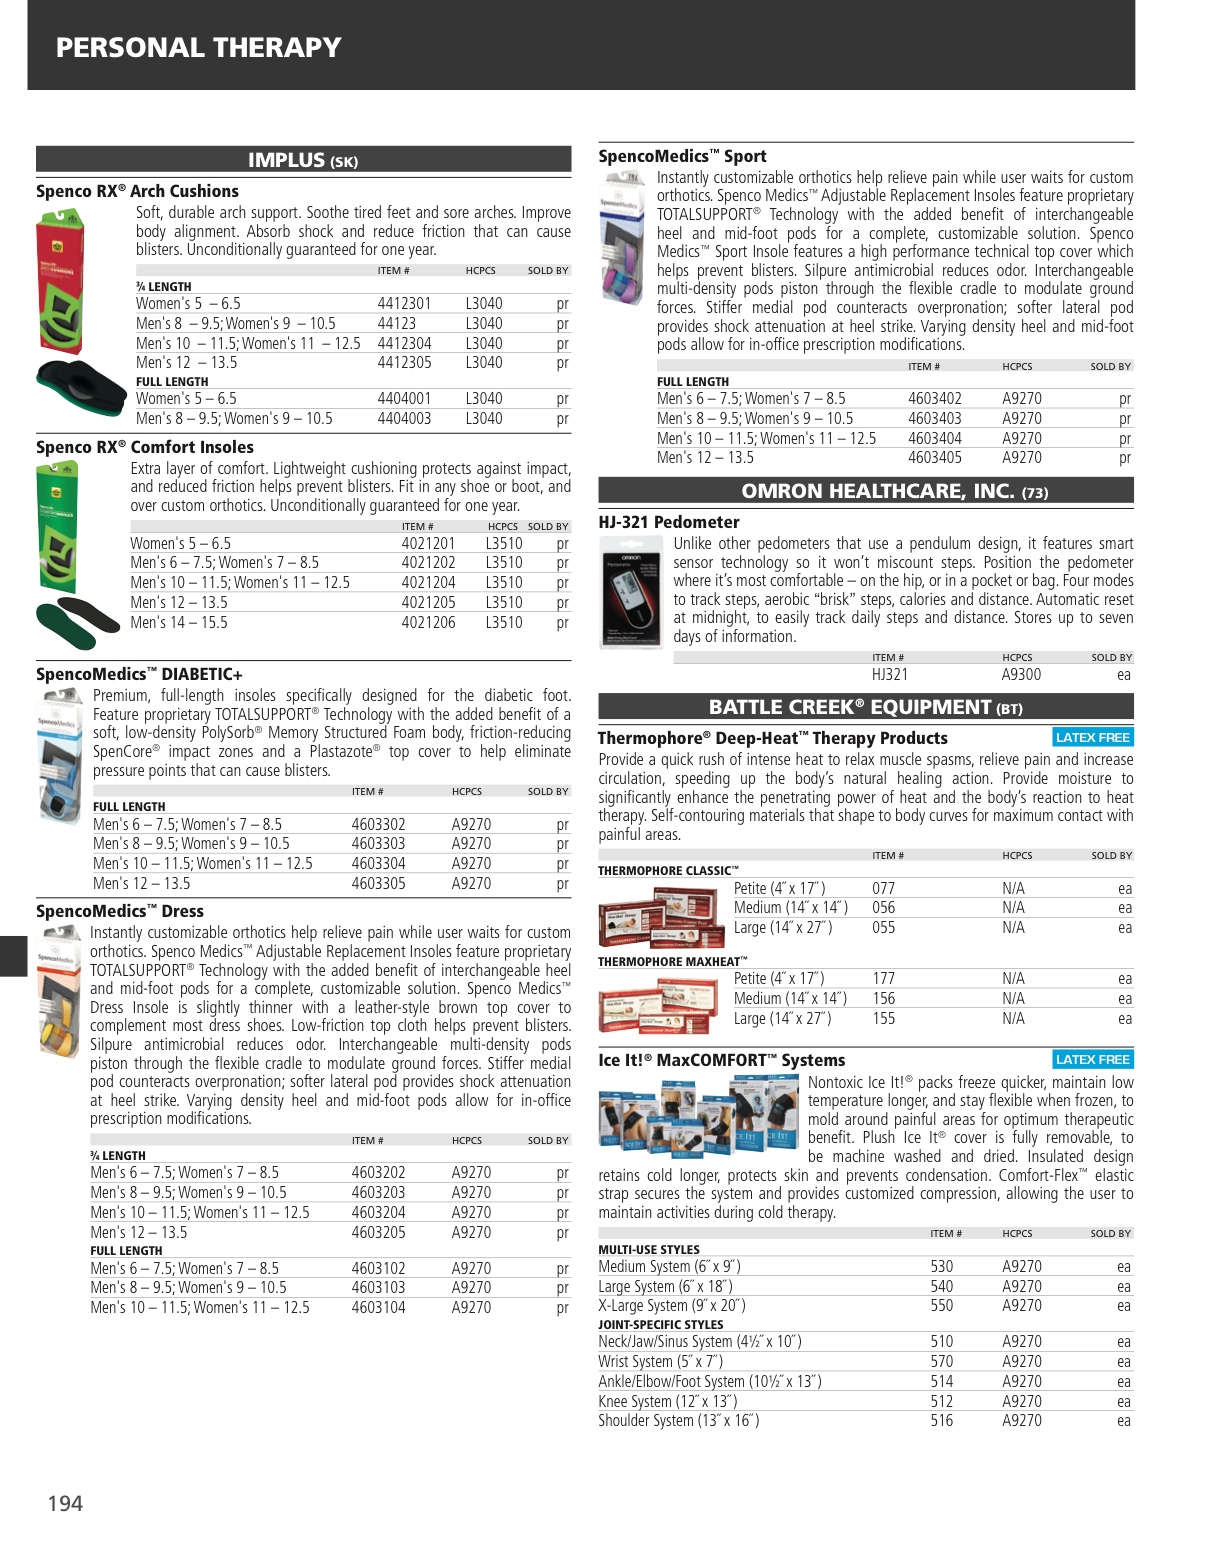 PERSONAL THERAPY
IMPLUS (SK)
Spenco RX® Arch Cushions
Soft, durable arch support. Soothe tired feet and sore arches. Improve
body alignment. Absorb shock and reduce friction that can cause
blisters. Unconditionally guaranteed for one year.
ITEM # HCPCS SOLD BY
¾ LENGTH
Women's 5 – 6.5 4412301 L3040 pr
Men's 8 – 9.5; Women's 9 – 10.5 44123 L3040 pr
Men's 10 – 11.5; Women's 11 – 12.5 4412304 L3040 pr
Men's 12 – 13.5 4412305 L3040 pr
FULL LENGTH
Women's 5 – 6.5 4404001 L3040 pr
Men's 8 – 9.5; Women's 9 – 10.5 4404003 L3040 pr
Spenco RX® Comfort Insoles
Extra layer of comfort. Lightweight cushioning protects against impact,
and reduced friction helps prevent blisters. Fit in any shoe or boot, and
over custom orthotics. Unconditionally guaranteed for one year.
ITEM # HCPCS SOLD BY
Women's 5 – 6.5 4021201 L3510 pr
Men's 6 – 7.5; Women's 7 – 8.5 4021202 L3510 pr
Men's 10 – 11.5; Women's 11 – 12.5 4021204 L3510 pr
Men's 12 – 13.5 4021205 L3510 pr
Men's 14 – 15.5 4021206 L3510 pr
SpencoMedics™ DIABETIC+
Premium, full-length insoles specifically designed for the diabetic foot.
Feature proprietary TOTALSUPPORT® Technology with the added benefit of a
soft, low-density PolySorb® Memory Structured Foam body, friction-reducing
SpenCore® impact zones and a Plastazote® top cover to help eliminate
pressure points that can cause blisters.
ITEM # HCPCS SOLD BY
FULL LENGTH
Men's 6 – 7.5; Women's 7 – 8.5 4603302 A9270 pr
Men's 8 – 9.5; Women's 9 – 10.5 4603303 A9270 pr
Men's 10 – 11.5; Women's 11 – 12.5 4603304 A9270 pr
Men's 12 – 13.5 4603305 A9270 pr
SpencoMedics™ Dress
Instantly customizable orthotics help relieve pain while user waits for custom
orthotics. Spenco Medics™ Adjustable Replacement Insoles feature proprietary
TOTALSUPPORT® Technology with the added benefit of interchangeable heel
and mid-foot pods for a complete, customizable solution. Spenco Medics™
Dress Insole is slightly thinner with a leather-style brown top cover to
complement most dress shoes. Low-friction top cloth helps prevent blisters.
Silpure antimicrobial reduces odor. Interchangeable multi-density pods
piston through the flexible cradle to modulate ground forces. Stiffer medial
pod counteracts overpronation; softer lateral pod provides shock attenuation
at heel strike. Varying density heel and mid-foot pods allow for in-office
prescription modifications.
ITEM # HCPCS SOLD BY
¾ LENGTH
Men's 6 – 7.5; Women's 7 – 8.5 4603202 A9270 pr
Men's 8 – 9.5; Women's 9 – 10.5 4603203 A9270 pr
Men's 10 – 11.5; Women's 11 – 12.5 4603204 A9270 pr
Men's 12 – 13.5 4603205 A9270 pr
FULL LENGTH
Men's 6 – 7.5; Women's 7 – 8.5 4603102 A9270 pr
Men's 8 – 9.5; Women's 9 – 10.5 4603103 A9270 pr
Men's 10 – 11.5; Women's 11 – 12.5 4603104 A9270 pr
SpencoMedics™ Sport
Instantly customizable orthotics help relieve pain while user waits for custom
orthotics. Spenco Medics™ Adjustable Replacement Insoles feature proprietary
TOTALSUPPORT® Technology with the added benefit of interchangeable
heel and mid-foot pods for a complete, customizable solution. Spenco
Medics™ Sport Insole features a high performance technical top cover which
helps prevent blisters. Silpure antimicrobial reduces odor. Interchangeable
multi-density pods piston through the flexible cradle to modulate ground
forces. Stiffer medial pod counteracts overpronation; softer lateral pod
provides shock attenuation at heel strike. Varying density heel and mid-foot
pods allow for in-office prescription modifications.
ITEM # HCPCS SOLD BY
FULL LENGTH
Men's 6 – 7.5; Women's 7 – 8.5 4603402 A9270 pr
Men's 8 – 9.5; Women's 9 – 10.5 4603403 A9270 pr
Men's 10 – 11.5; Women's 11 – 12.5 4603404 A9270 pr
Men's 12 – 13.5 4603405 A9270 pr
OMRON HEALTHCARE, INC. (73)
HJ-321 Pedometer
Unlike other pedometers that use a pendulum design, it features smart
sensor technology so it won't miscount steps. Position the pedometer
where it's most comfortable – on the hip, or in a pocket or bag. Four modes
to track steps, aerobic “brisk” steps, calories and distance. Automatic reset
at midnight, to easily track daily steps and distance. Stores up to seven
days of information.
ITEM # HCPCS SOLD BY
HJ321 A9300 ea
BATTLE CREEK® EQUIPMENT (BT)
Thermophore® Deep-Heat™ Therapy Products LATEX FREE
Provide a quick rush of intense heat to relax muscle spasms, relieve pain and increase
circulation, speeding up the body's natural healing action. Provide moisture to
significantly enhance the penetrating power of heat and the body's reaction to heat
therapy. Self-contouring materials that shape to body curves for maximum contact with
painful areas.
ITEM # HCPCS SOLD BY
THERMOPHORE CLASSIC™
Petite (4˝ x 17˝) 077 N/A ea
Medium (14˝ x 14˝) 056 N/A ea
Large (14˝ x 27˝) 055 N/A ea
THERMOPHORE MAXHEAT™
Petite (4˝ x 17˝) 177 N/A ea
Medium (14˝ x 14˝) 156 N/A ea
Large (14˝ x 27˝) 155 N/A ea
Ice It!® MaxCOMFORT™ Systems LATEX FREE
Nontoxic Ice It!® packs freeze quicker, maintain low
temperature longer, and stay flexible when frozen, to
mold around painful areas for optimum therapeutic
benefit. Plush Ice It® cover is fully removable, to
be machine washed and dried. Insulated design
retains cold longer, protects skin and prevents condensation. Comfort-Flex™ elastic
strap secures the system and provides customized compression, allowing the user to
maintain activities during cold therapy.
ITEM # HCPCS SOLD BY
MULTI-USE STYLES
Medium System (6˝ x 9˝) 530 A9270 ea
Large System (6˝ x 18˝) 540 A9270 ea
X-Large System (9˝ x 20˝) 550 A9270 ea
JOINT-SPECIFIC STYLES
Neck/Jaw/Sinus System (4½˝ x 10˝) 510 A9270 ea
Wrist System (5˝ x 7˝) 570 A9270 ea
Ankle/Elbow/Foot System (10½˝ x 13˝) 514 A9270 ea
Knee System (12˝ x 13˝) 512 A9270 ea
Shoulder System (13˝ x 16˝) 516 A9270 ea
194